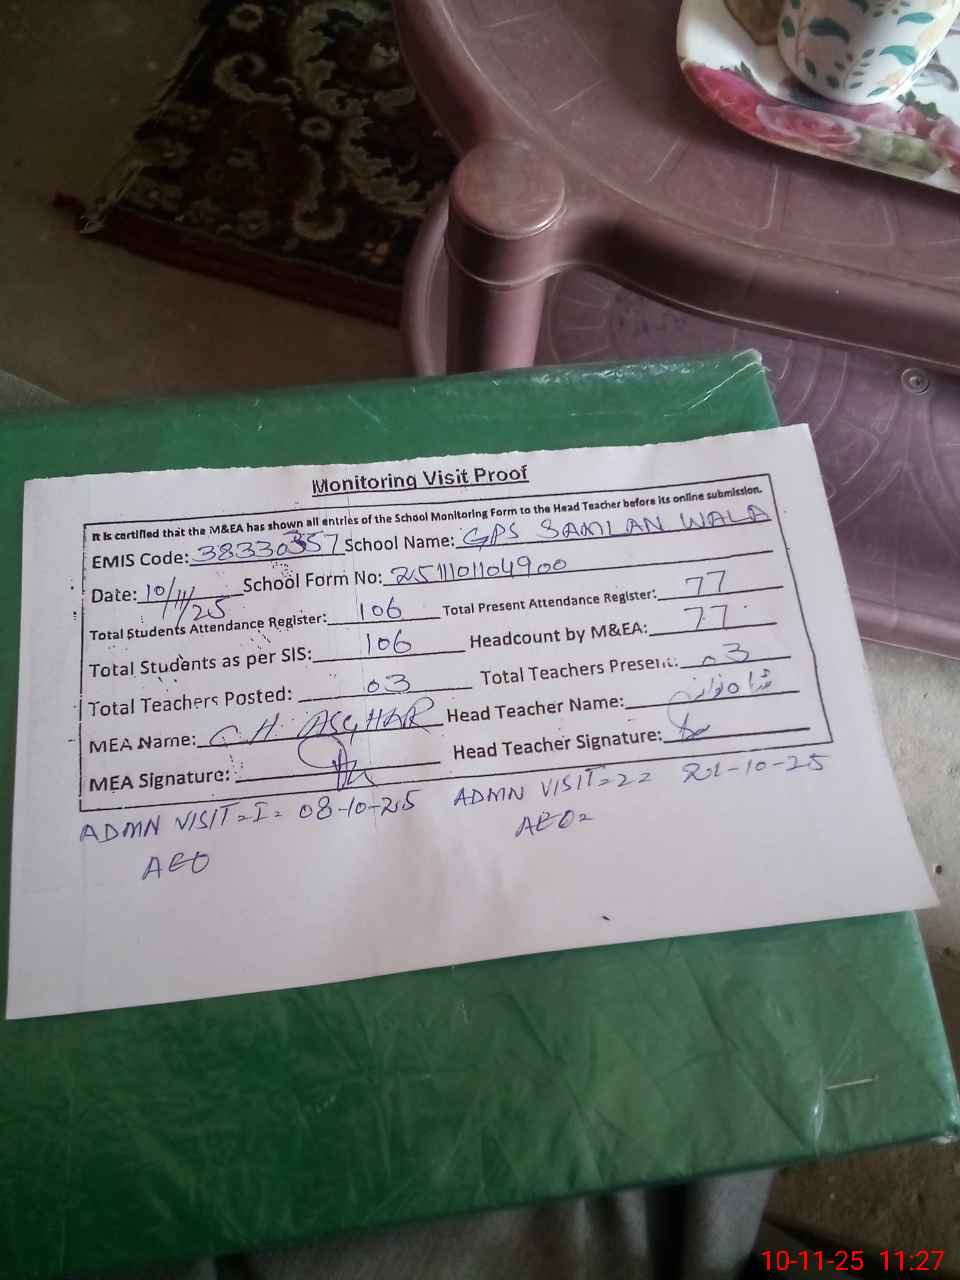 Monitoring Visit Proof
It is certified that the M&EA has shown all entries of the School Monitoring Form to the Head Teacher before its online submission.
EMIS Code: 38330357 School Name: GPS SAMLAN WALA
Date: 10/11/25 School Form No: 251101104900
Total Students Attendance Register: 106 Total Present Attendance Register: 77
Total Students as per SIS: 106 Headcount by M&EA: 77
Total Teachers Posted: 03 Total Teachers Present: 03
MEA Name: C.H. ASGHAR Head Teacher Name:
MEA Signature: Head Teacher Signature:
ADMN VISIT=I= 08-10-25 ADMN VISIT=22 21-10-25
AEO AEO=
10-11-25 11:27